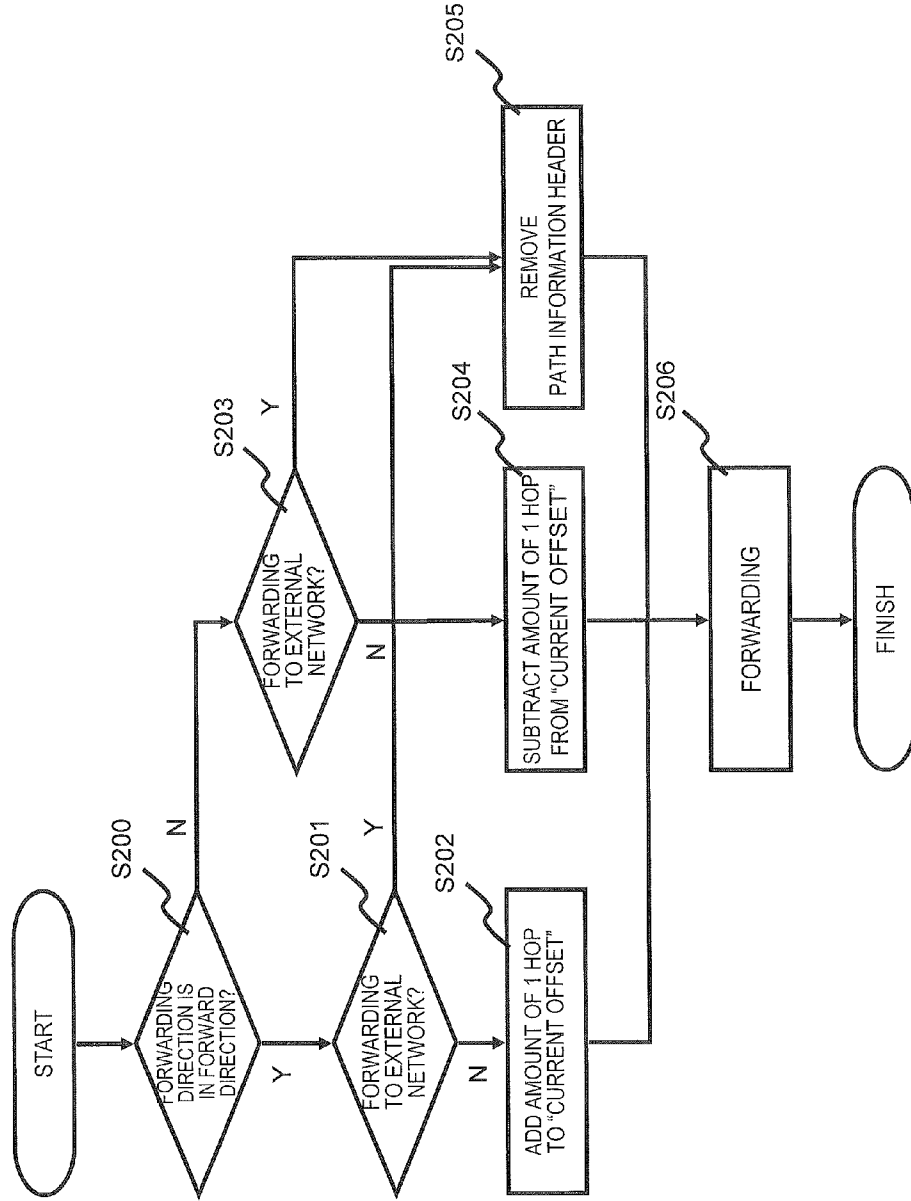 START
S200
FORWARDING
DIRECTION IS
IN FORWARD
DIRECTION?
N
Y
S203
FORWARDING
TO EXTERNAL
NETWORK?
Y
N
S201
FORWARDING
TO EXTERNAL
NETWORK?
Y
N
S202
ADD AMOUNT OF 1 HOP
TO “CURRENT OFFSET”
S204
SUBTRACT AMOUNT OF 1 HOP
FROM “CURRENT OFFSET”
S205
REMOVE
PATH INFORMATION HEADER
S206
FORWARDING
FINISH